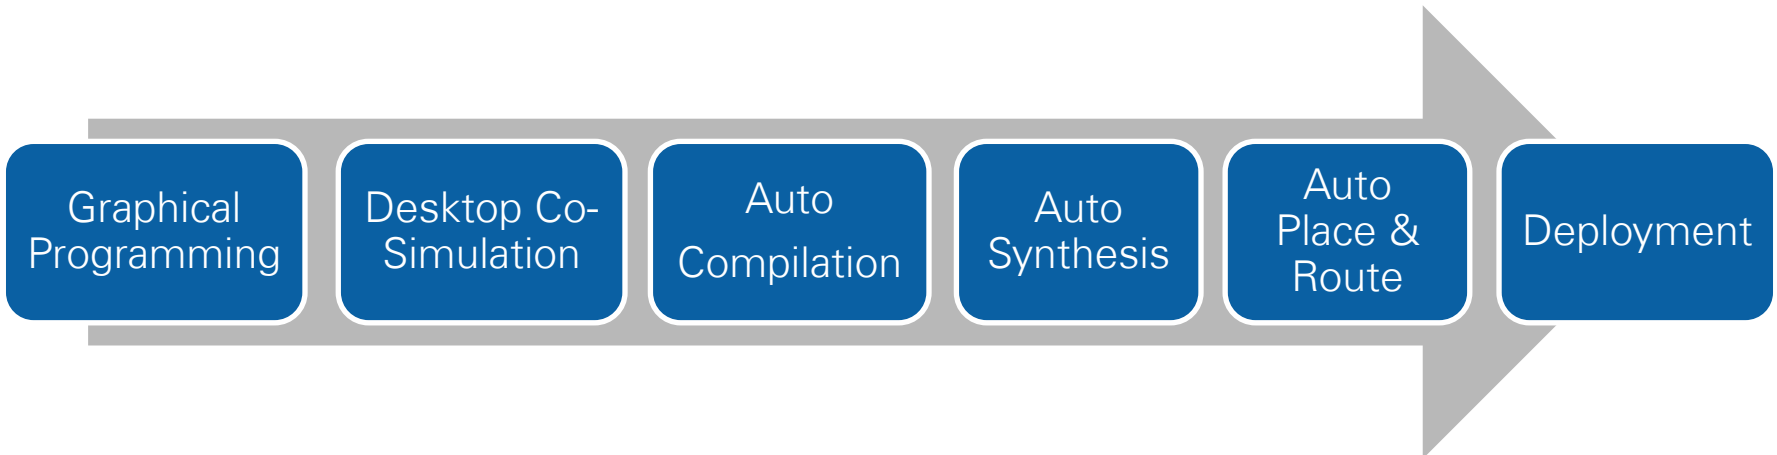 Graphical
Programming
Desktop Co-
Simulation
Auto
Compilation
Auto
Synthesis
Auto
Place &
Route
Deployment